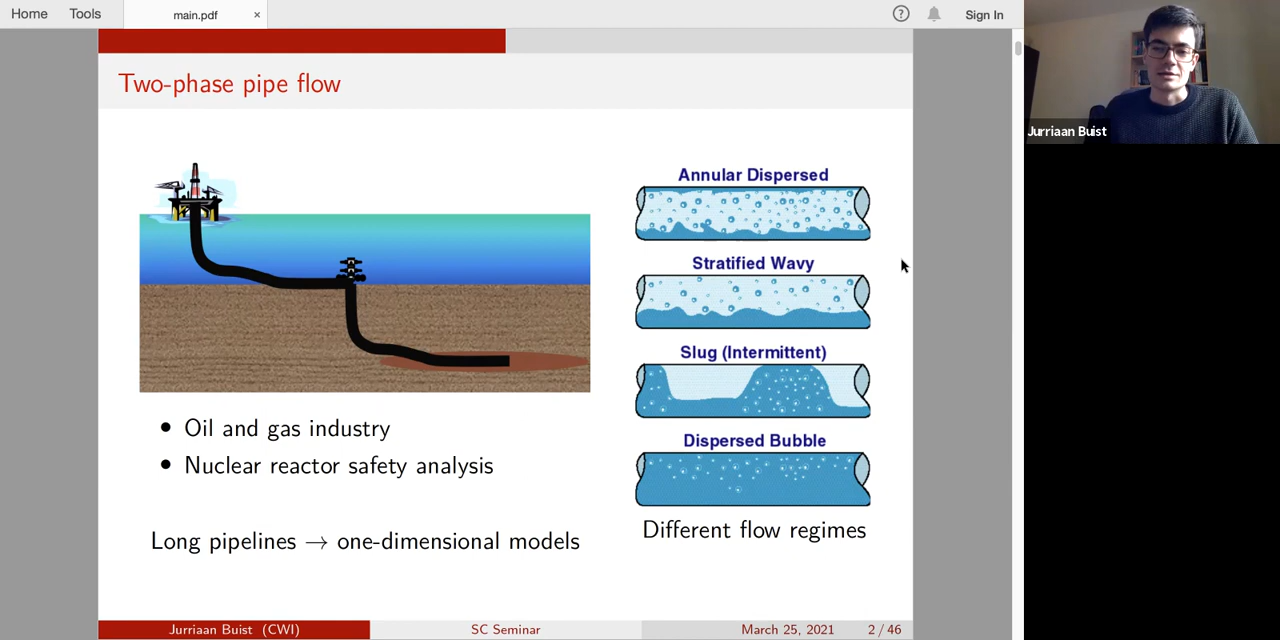 Home Tools main.pdf × ? Sign In
Two-phase pipe flow
Annular Dispersed
Stratified Wavy
Slug (Intermittent)
Dispersed Bubble
Different flow regimes
• Oil and gas industry
• Nuclear reactor safety analysis
Long pipelines → one-dimensional models
Jurriaan Buist (CWI) SC Seminar March 25, 2021 2 / 46
Jurriaan Buist